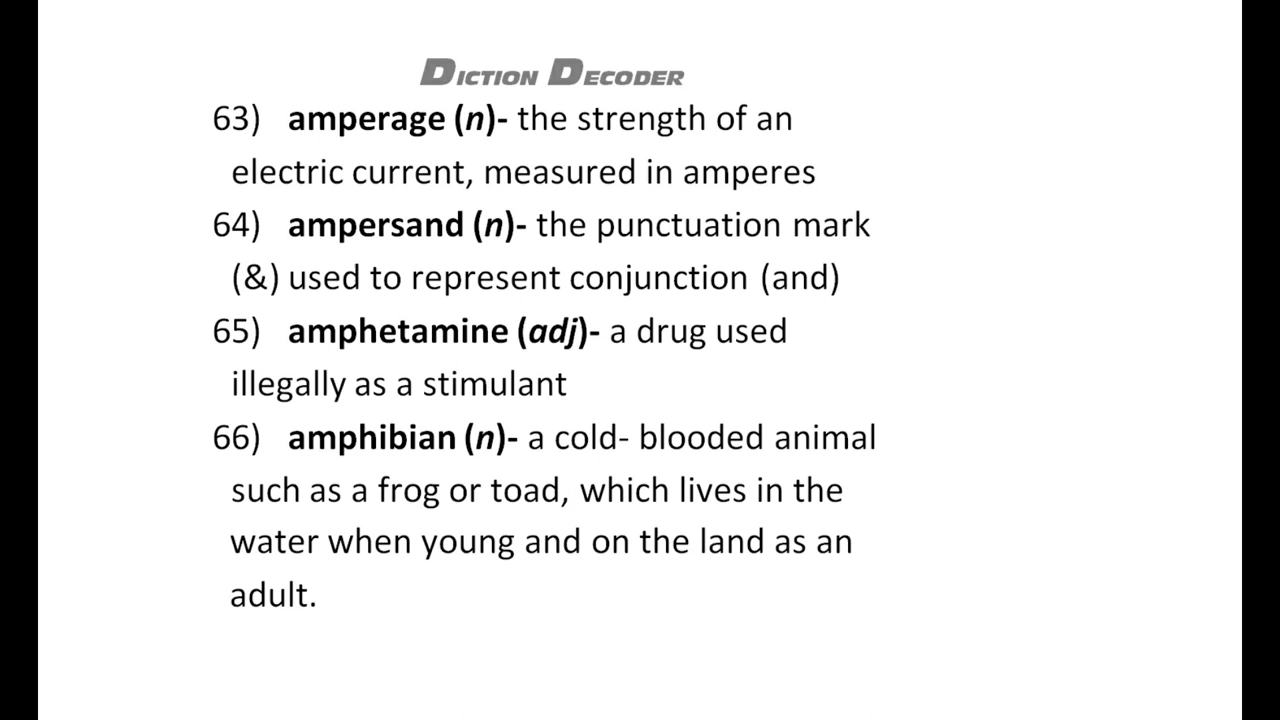 DICTION DECODER
63) amperage (n)- the strength of an
electric current, measured in amperes
64) ampersand (n)- the punctuation mark
(&) used to represent conjunction (and)
65) amphetamine (adj)- a drug used
illegally as a stimulant
66) amphibian (n)- a cold- blooded animal
such as a frog or toad, which lives in the
water when young and on the land as an
adult.